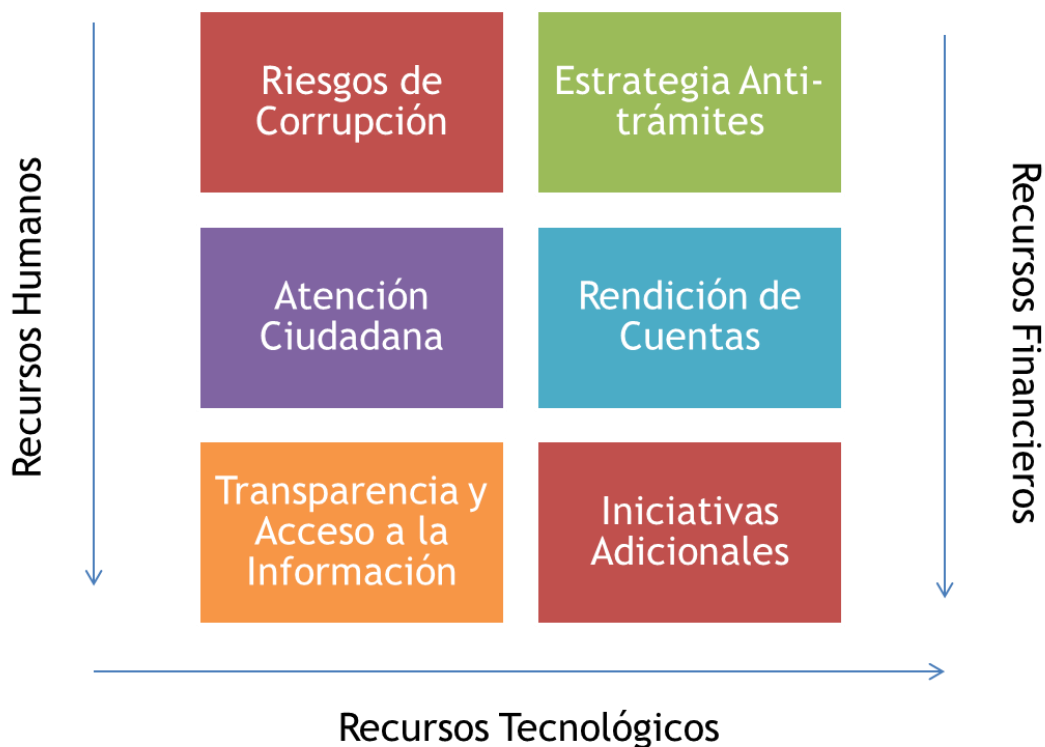 Riesgos de
Corrupción
Estrategia Anti-
trámites
Atención
Ciudadana
Rendición de
Cuentas
Transparencia y
Acceso a la
Información
Iniciativas
Adicionales
Recursos Humanos
Recursos Financieros
Recursos Tecnológicos